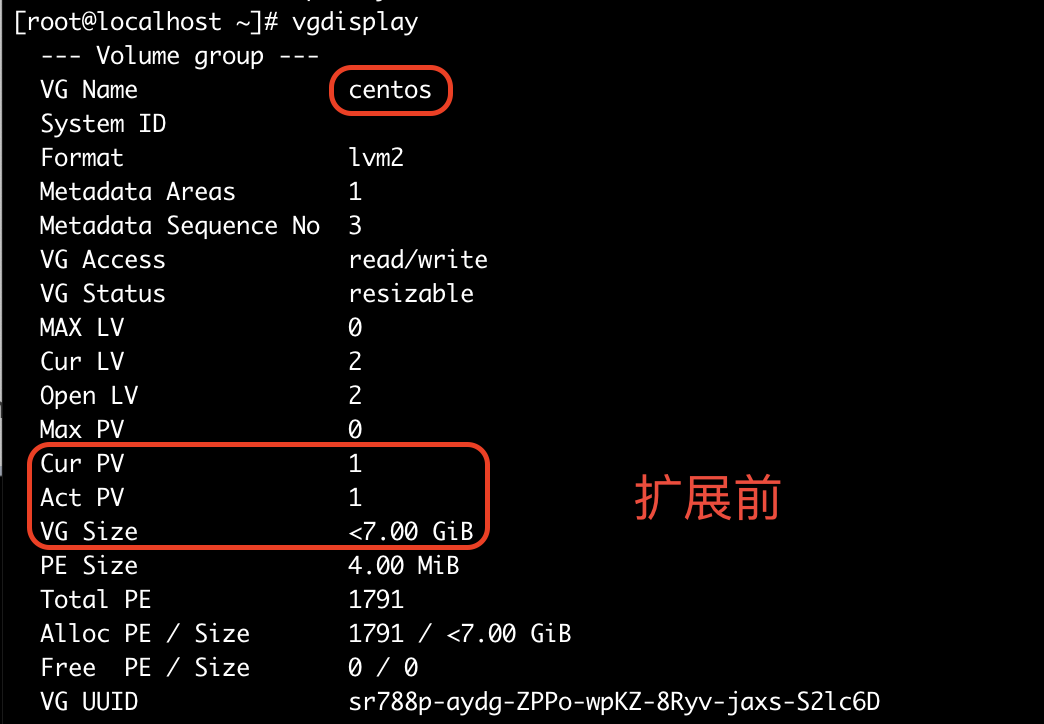 [root@localhost ~]# vgdisplay
--- Volume group ---
VG Name centos
System ID
Format lvm2
Metadata Areas 1
Metadata Sequence No 3
VG Access read/write
VG Status resizable
MAX LV 0
Cur LV 2
Open LV 2
Max PV 0
Cur PV 1
Act PV 1
扩展前
VG Size <7.00 GiB
PE Size 4.00 MiB
Total PE 1791
Alloc PE / Size 1791 / <7.00 GiB
Free PE / Size 0 / 0
VG UUID sr788p-aydg-ZPPo-wpKZ-8Ryv-jaxs-S2lc6D